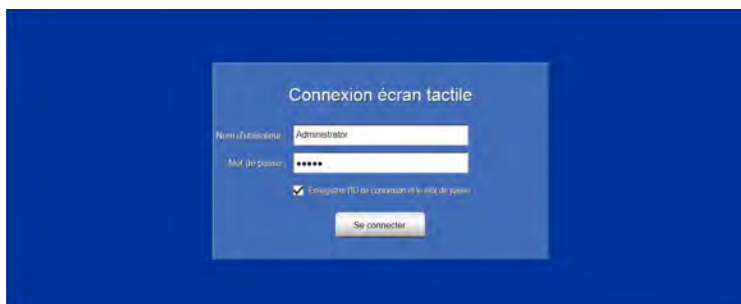 Connexion écran tactile
Nom d'utilisateur
Administrator
Mot de passe
•••••
Enregistrer l'ID de connexion et le mot de passe
Se connecter